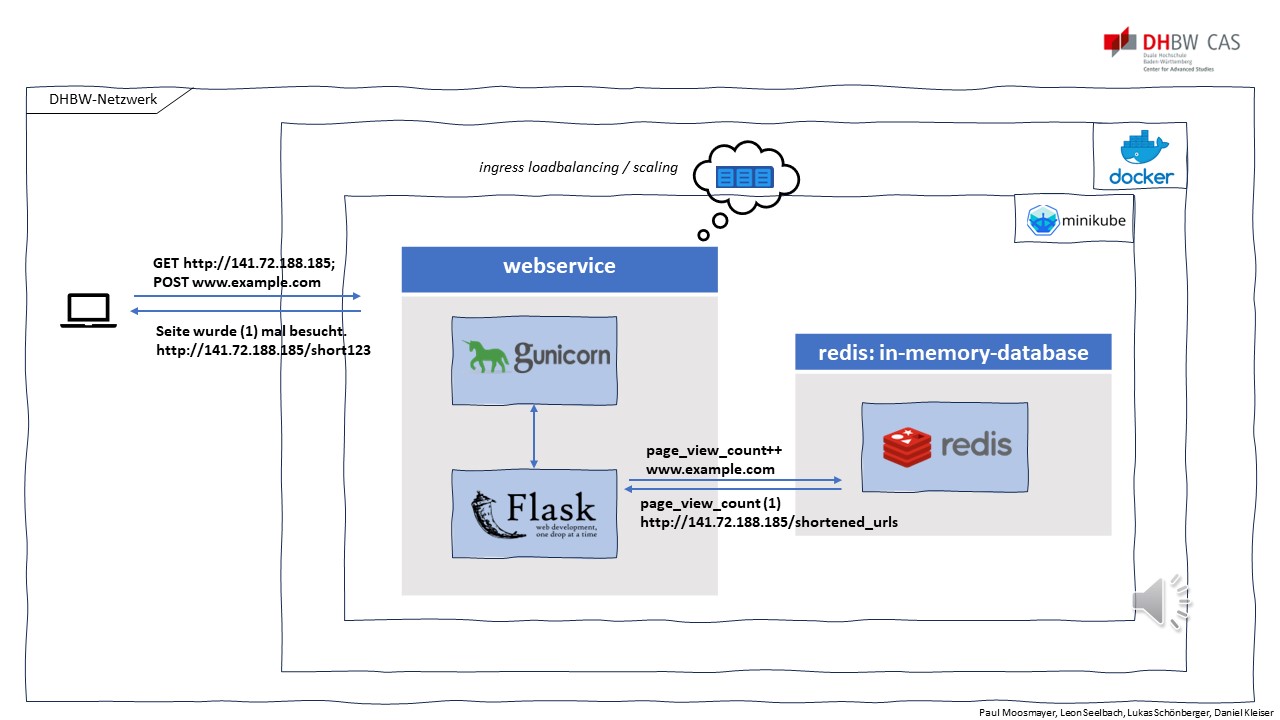 DHBW CAS
Duale Hochschule
Baden-Württemberg
Center for Advanced Studies
DHBW-Netzwerk
docker
ingress loadbalancing / scaling
minikube
GET http://141.72.188.185;
POST www.example.com
Seite wurde (1) mal besucht.
http://141.72.188.185/short123
webservice
gunicorn
redis: in-memory-database
redis
page_view_count++
www.example.com
page_view_count (1)
http://141.72.188.185/shortened_urls
Flask
web development,
one drop at a time
Paul Moosmayer, Leon Seelbach, Lukas Schönberger, Daniel Kleiser